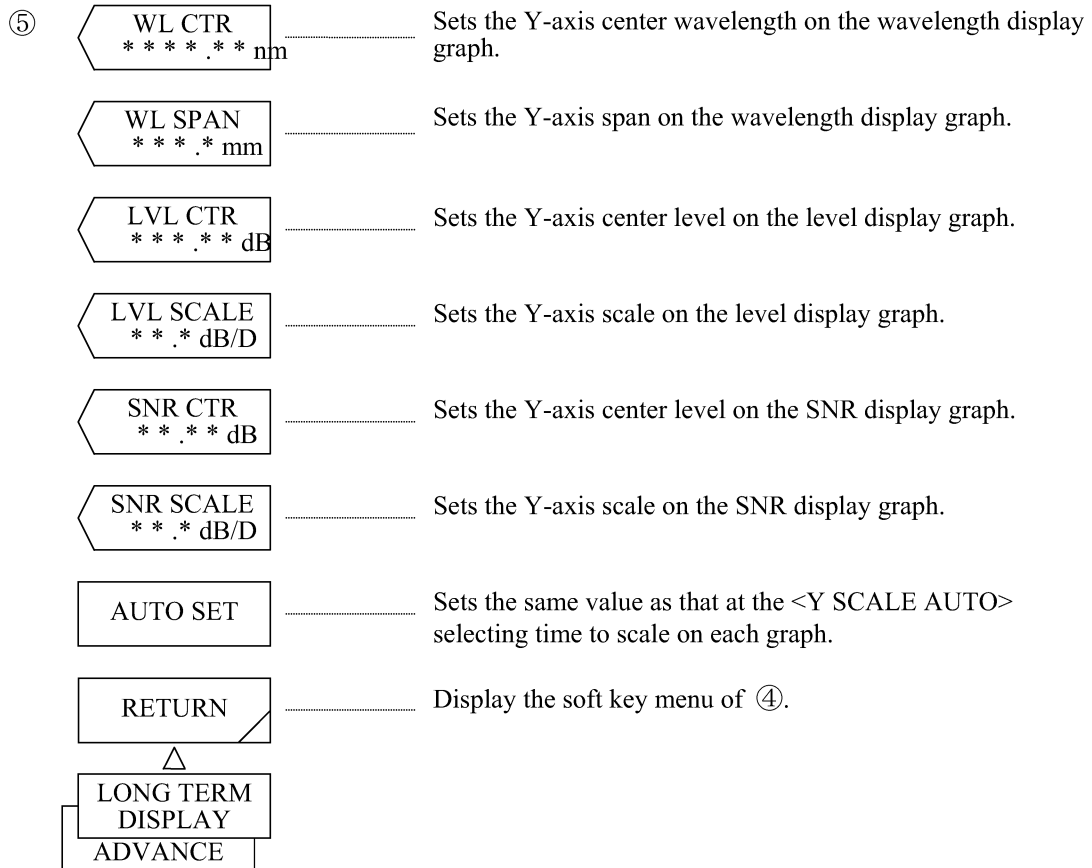 ⑤
WL CTR
* * * * .* * nm
Sets the Y-axis center wavelength on the wavelength display
graph.
WL SPAN
* * * .* mm
Sets the Y-axis span on the wavelength display graph.
LVL CTR
* * * .* * dB
Sets the Y-axis center level on the level display graph.
LVL SCALE
* * .* dB/D
Sets the Y-axis scale on the level display graph.
SNR CTR
* * .* * dB
Sets the Y-axis center level on the SNR display graph.
SNR SCALE
* * .* dB/D
Sets the Y-axis scale on the SNR display graph.
AUTO SET
Sets the same value as that at the <Y SCALE AUTO>
selecting time to scale on each graph.
RETURN
Display the soft key menu of ④.
LONG TERM
DISPLAY
ADVANCE